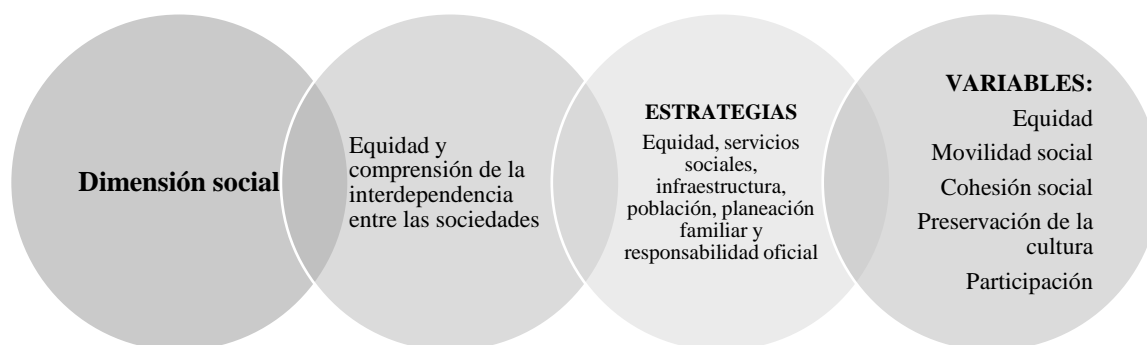 Dimensión social
Equidad y
comprensión de la
interdependencia
entre las sociedades
ESTRATEGIAS
Equidad, servicios
sociales,
infraestructura,
población, planeación
familiar y
responsabilidad oficial
VARIABLES:
Equidad
Movilidad social
Cohesión social
Preservación de la
cultura
Participación